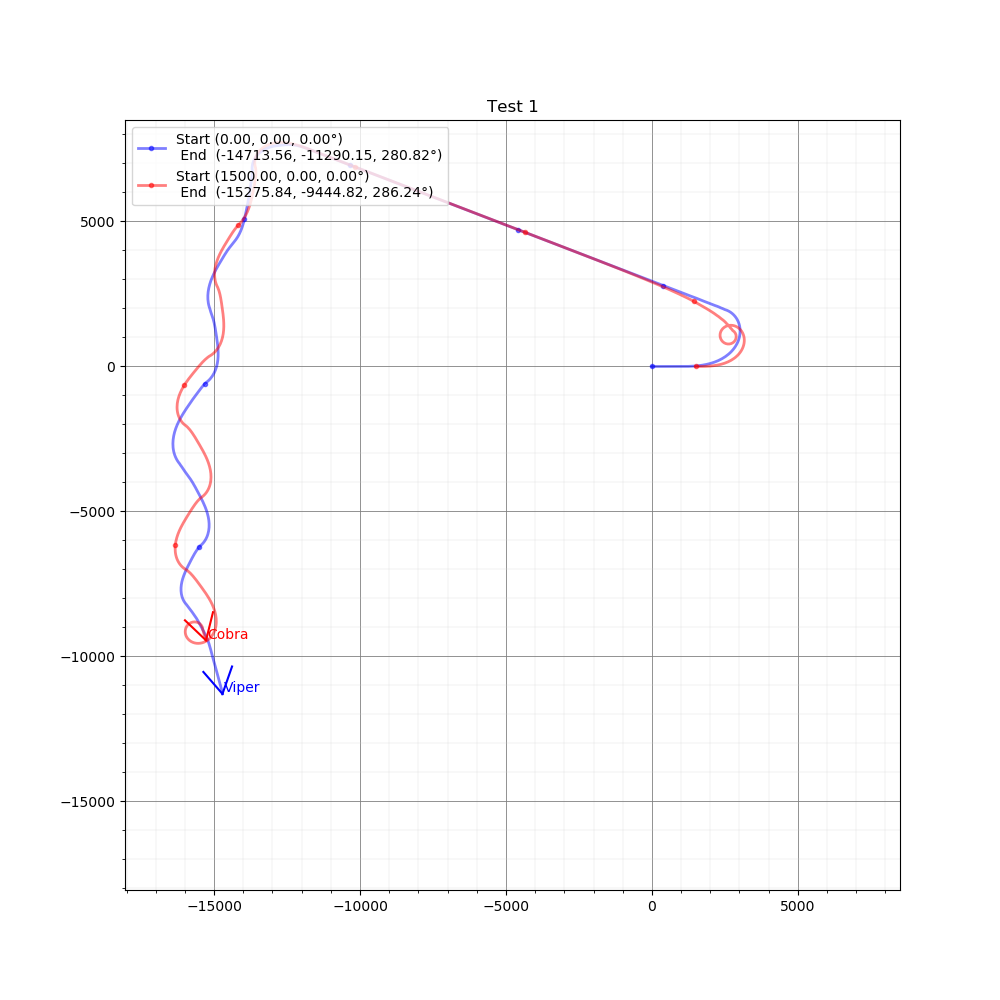 Test 1
Start (0.00, 0.00, 0.00°)
End (-14713.56, -11290.15, 280.82°)
Start (1500.00, 0.00, 0.00°)
End (-15275.84, -9444.82, 286.24°)
5000
0
−5000
−10000
−15000
Cobra
Viper
−15000 −10000 −5000 0 5000